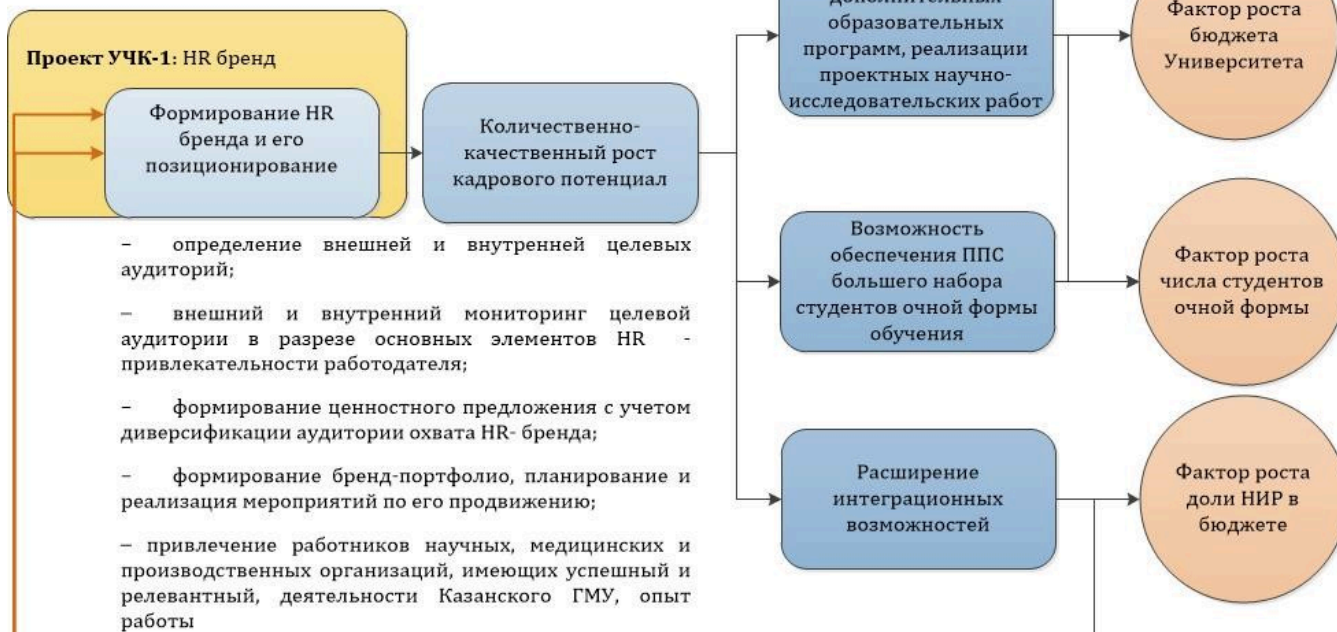 Проект УЧК-1: HR бренд
Формирование HR
бренда и его
позиционирование
Количественно-
качественный рост
кадрового потенциал
– определение внешней и внутренней целевых
аудиторий;
– внешний и внутренний мониторинг целевой
аудитории в разрезе основных элементов HR -
привлекательности работодателя;
– формирование ценностного предложения с учетом
диверсификации аудитории охвата HR- бренда;
– формирование бренд-портфолио, планирование и
реализация мероприятий по его продвижению;
– привлечение работников научных, медицинских и
производственных организаций, имеющих успешный и
релевантный, деятельности Казанского ГМУ, опыт
работы
дополнительных
образовательных
программ, реализации
проектных научно-
исследовательских работ
Возможность
обеспечения ППС
большего набора
студентов очной формы
обучения
Расширение
интеграционных
возможностей
Фактор роста
бюджета
Университета
Фактор роста
числа студентов
очной формы
Фактор роста
доли НИР в
бюджете